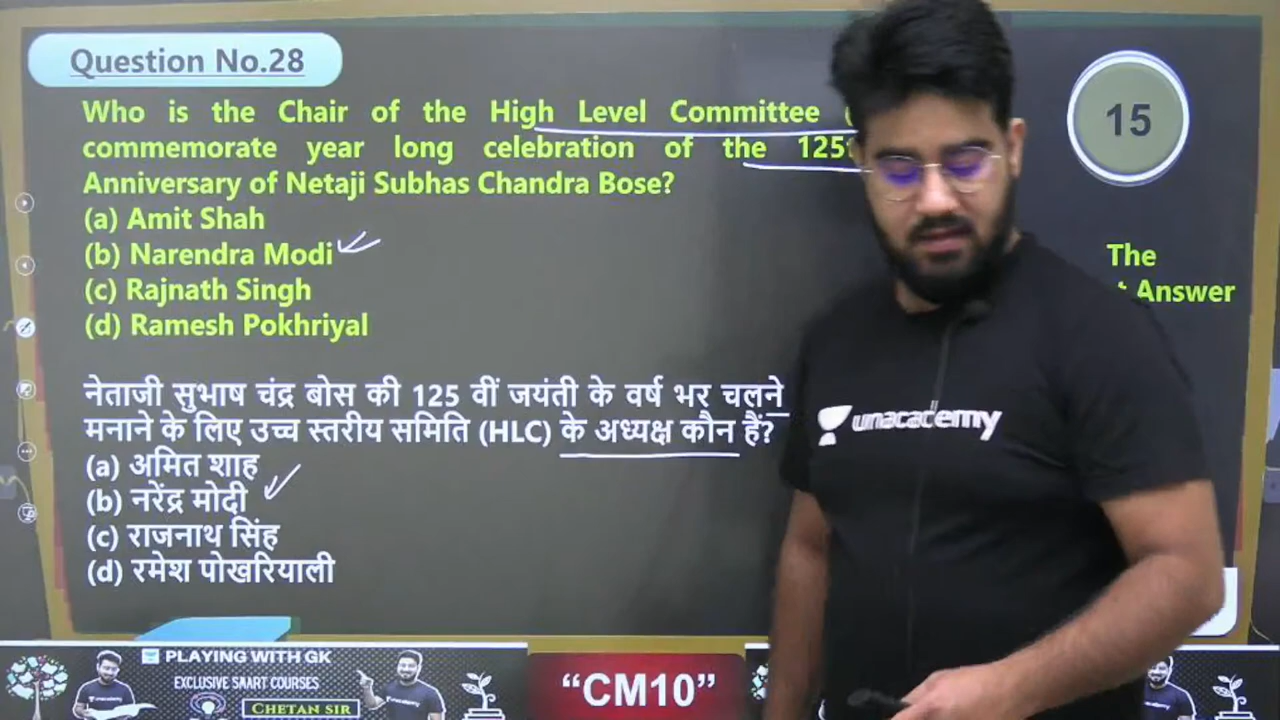 Question No.28
Who is the Chair of the High Level Committee
commemorate year long celebration of the 125
Anniversary of Netaji Subhas Chandra Bose?
(a) Amit Shah
(b) Narendra Modi
(c) Rajnath Singh
(d) Ramesh Pokhriyal
नेताजी सुभाष चंद्र बोस की 125 वीं जयंती के वर्ष भर चलने
मनाने के लिए उच्च स्तरीय समिति (HLC) के अध्यक्ष कौन हैं?
(a) अमित शाह
(b) नरेंद्र मोदी
(c) राजनाथ सिंह
(d) रमेश पोखरियाली
15
The
Answer
unacademy
PLAYING WITH GK
EXCLUSIVE SAART COURSES
CHETAN SIR
“CM10”